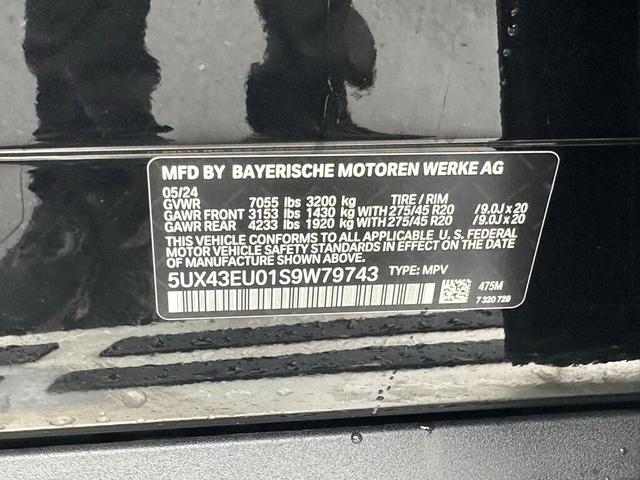 MFD BY BAYERISCHE MOTOREN WERKE AG
05/24
GVWR 7055 lbs 3200 kg TIRE / RIM
GAWR FRONT 3153 lbs 1430 kg WITH 275/45 R20 /9.0J x 20
GAWR REAR 4233 lbs 1920 kg WITH 275/45 R20 /9.0J x 20
THIS VEHICLE CONFORMS TO ALL APPLICABLE U. S. FEDERAL
MOTOR VEHICLE SAFETY STANDARDS IN EFFECT ON THE DATE
OF MANUFACTURE SHOWN ABOVE.
5UX43EU01S9W79743 TYPE: MPV
475M
7 320 729